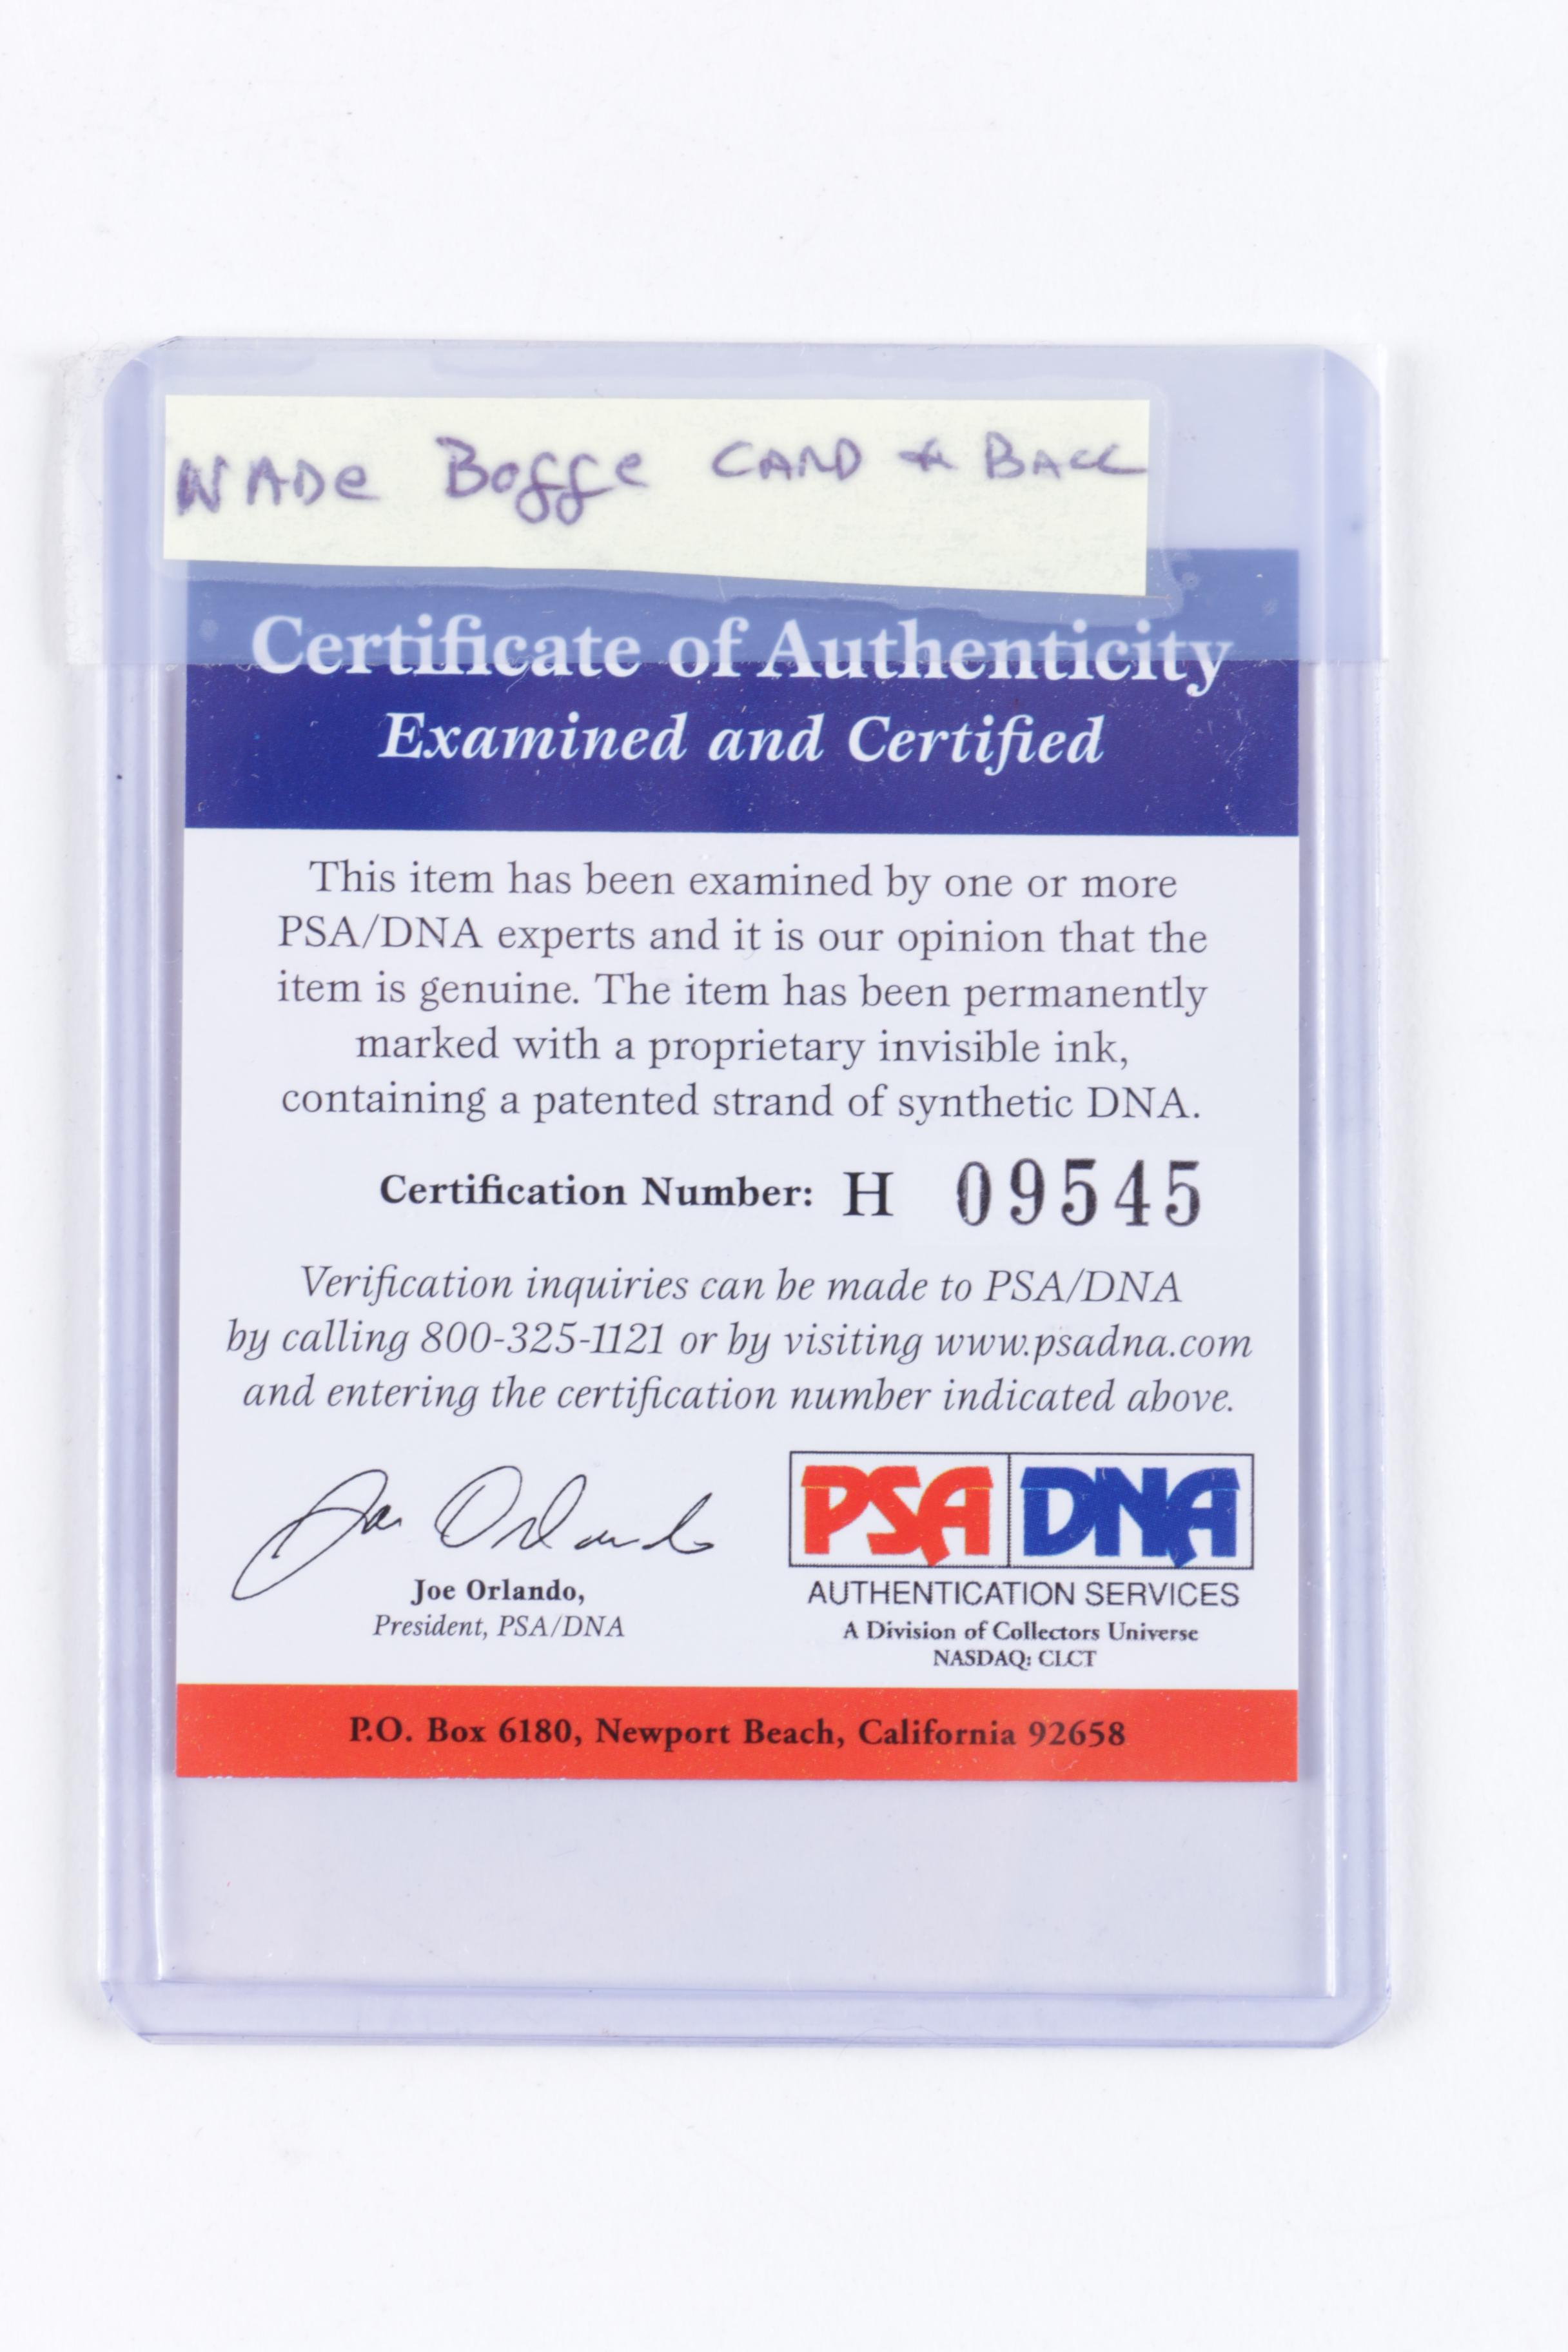 WADe Boggs CARD & BALL
Certificate of Authenticity
Examined and Certified
This item has been examined by one or more
PSA/DNA experts and it is our opinion that the
item is genuine. The item has been permanently
marked with a proprietary invisible ink,
containing a patented strand of synthetic DNA.
Certification Number: H 09545
Verification inquiries can be made to PSA/DNA
by calling 800-325-1121 or by visiting www.psadna.com
and entering the certification number indicated above.
Joe Orlando
Joe Orlando,
President, PSA/DNA
PSA DNA
AUTHENTICATION SERVICES
A Division of Collectors Universe
NASDAQ: CLCT
P.O. Box 6180, Newport Beach, California 92658